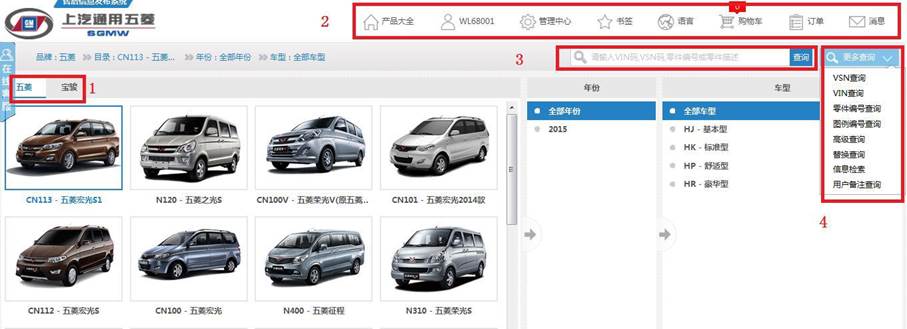 售后信息发布系统
GM
上汽通用五菱
SGMW
2
产品大全
WL68001
管理中心
书签
语言
0
购物车
订单
消息
品牌：五菱 ≫ 目录：CN113 - 五菱... ≫ 年份：全部年份 ≫ 车型：全部车型
3
请输入VIN码,VSN码,零件编号或零件描述
查询
更多查询
在线
五菱
宝骏
1
年份
车型
VSN查询
VIN查询
零件编号查询
图例编号查询
高级查询
替换查询
信息检索
用户备注查询
4
全部年份
2015
全部车型
HJ - 基本型
HK - 标准型
HP - 舒适型
HR - 豪华型
CN113 - 五菱宏光S1
N120 - 五菱之光S
CN100V - 五菱荣光V(原五菱..
CN101 - 五菱宏光2014款
CN112 - 五菱宏光S
CN100 - 五菱宏光
N400 - 五菱征程
N310 - 五菱荣光S